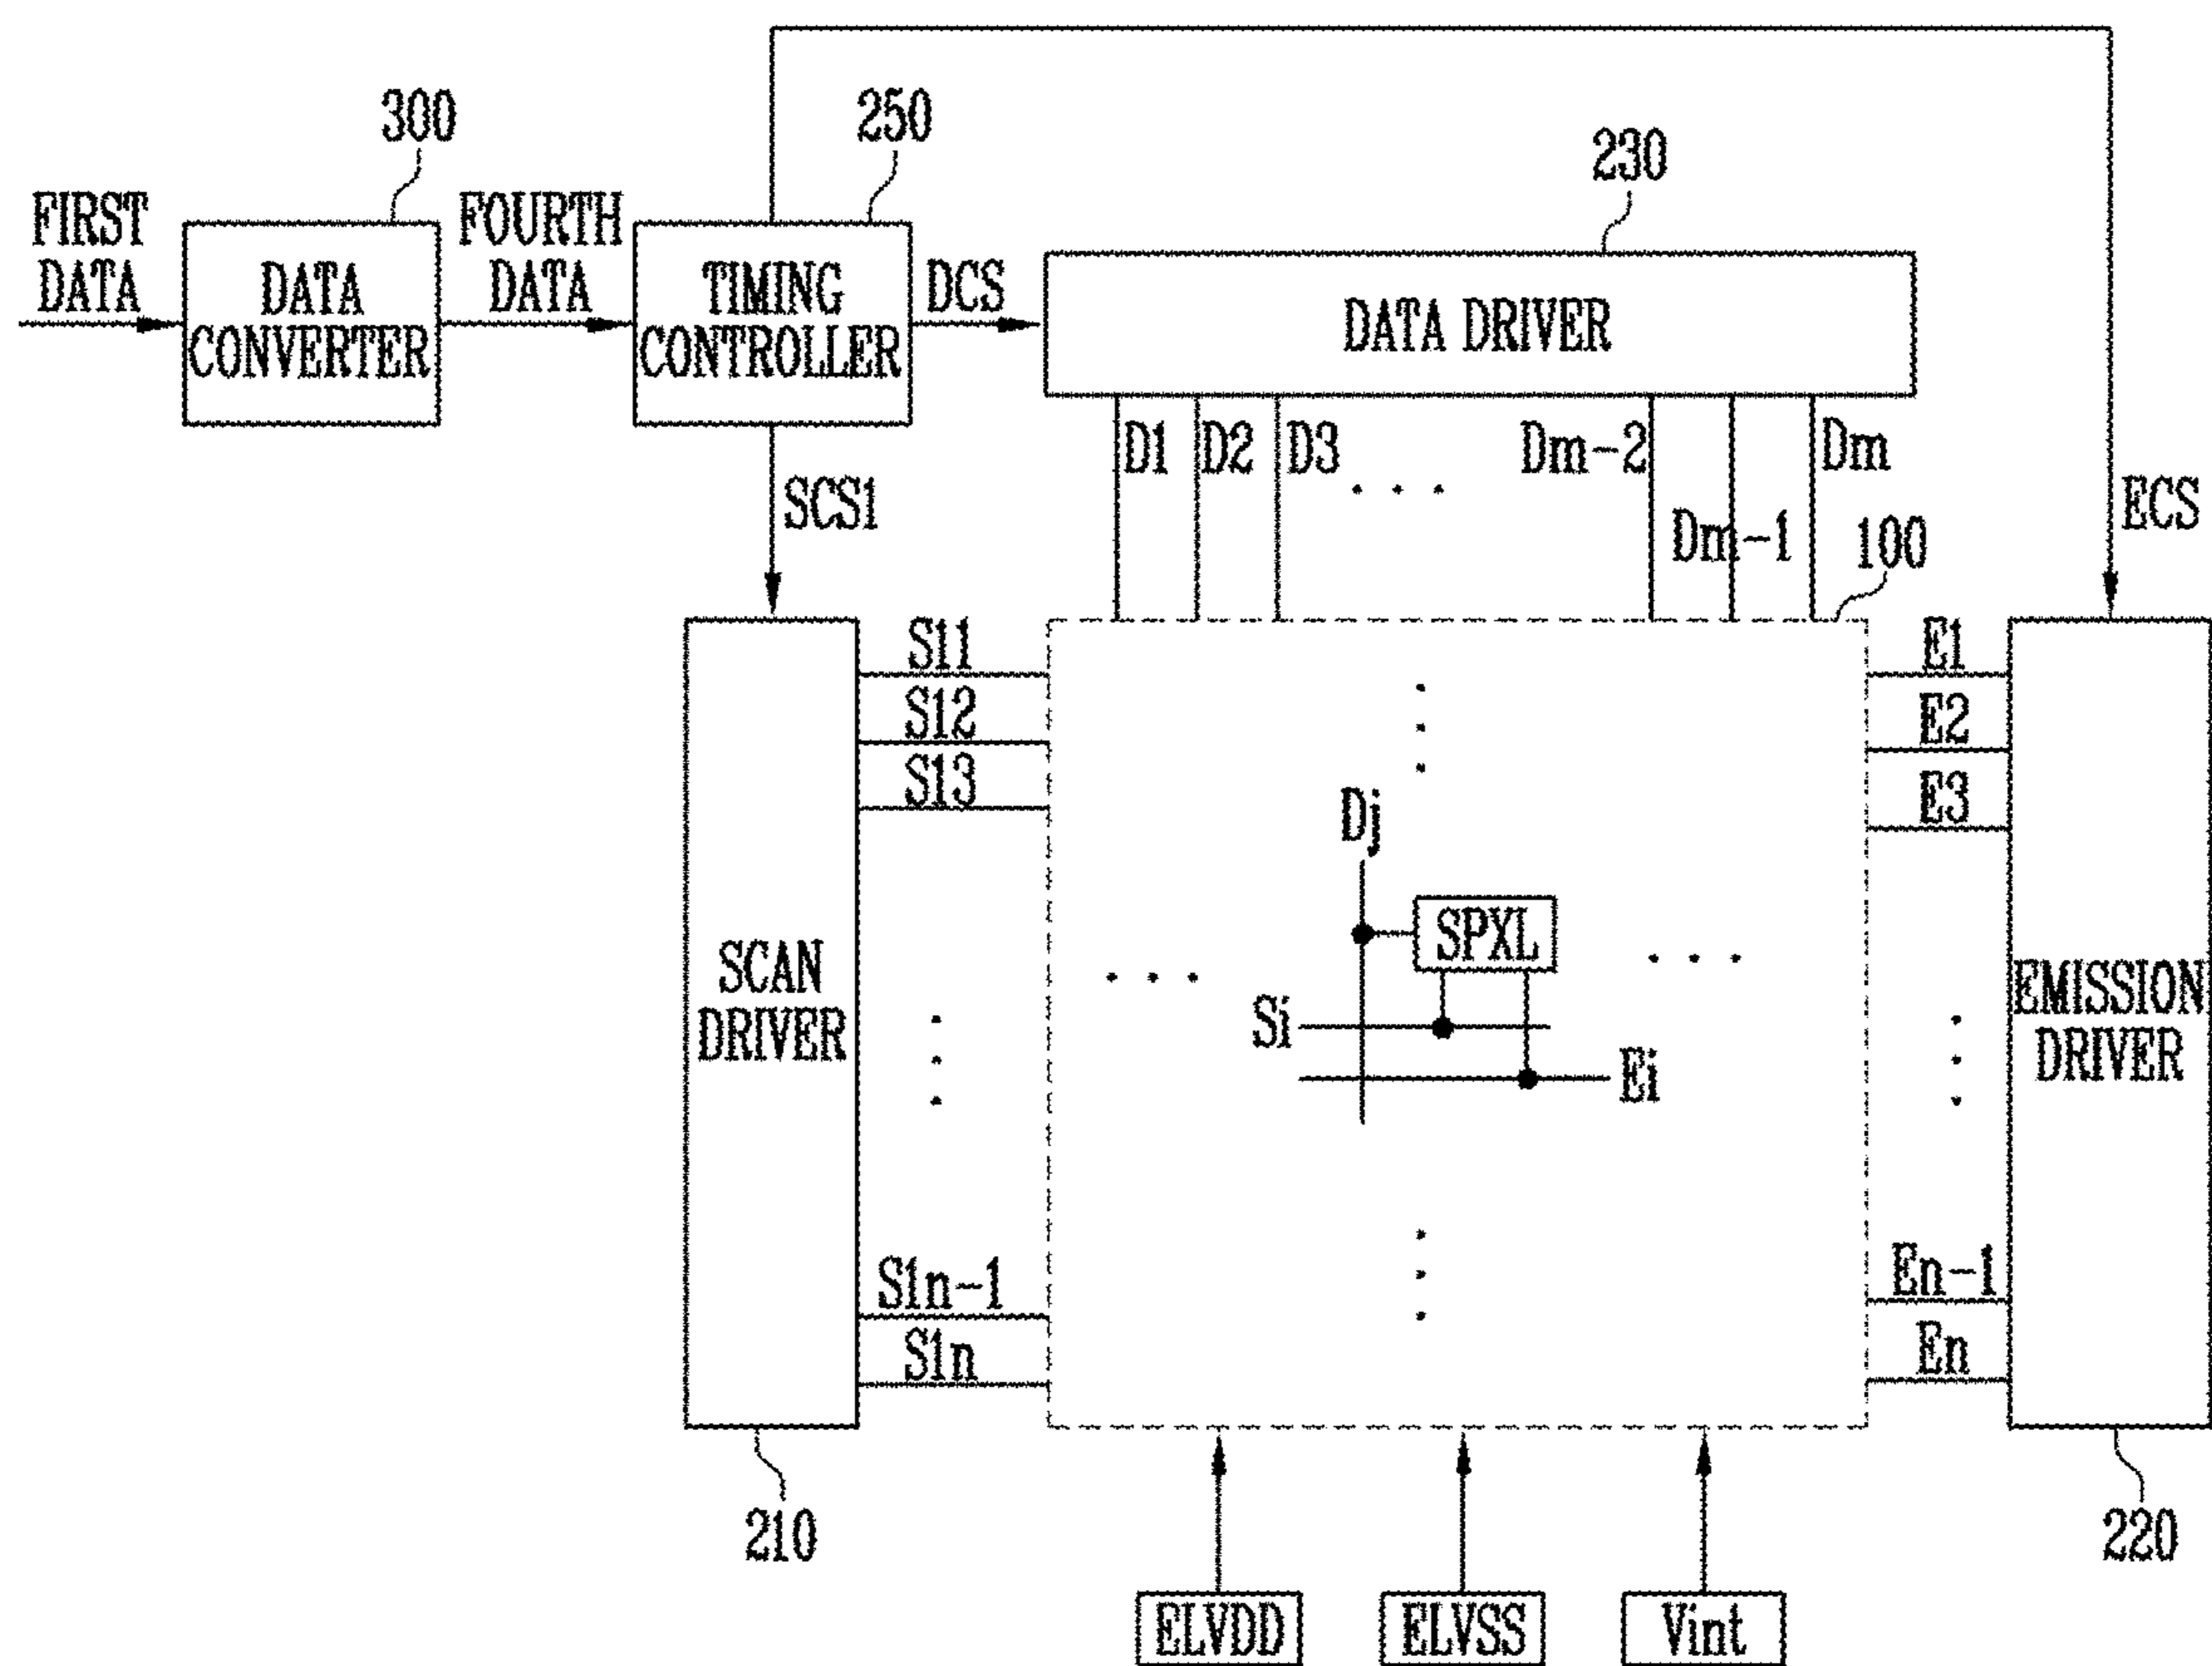 300
250
230
FIRST
DATA
DATA
CONVERTER
FOURTH
DATA
TIMING
CONTROLLER
DCS
DATA DRIVER
D1
D2
D3
Dm-2
Dm-1
Dm
SCS1
100
ECS
S11
S12
S13
E1
E2
E3
Dj
SPXL
Si
Ei
SCAN
DRIVER
EMISSION
DRIVER
S1n-1
S1n
En-1
En
210
220
ELVDD
ELVSS
Vint